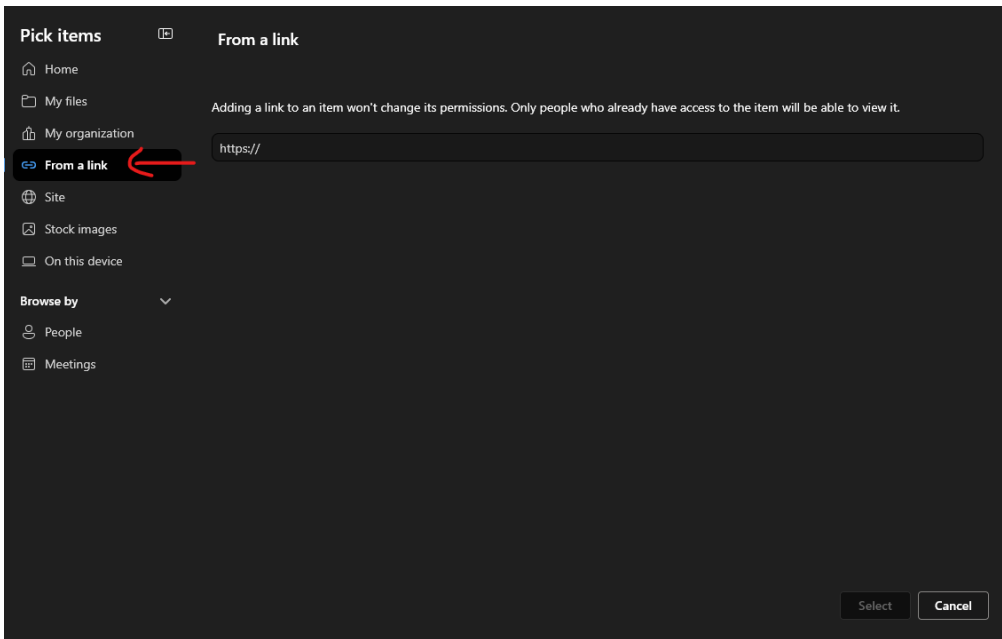 Pick items
Home
My files
My organization
From a link
Site
Stock images
On this device
Browse by
People
Meetings
From a link
Adding a link to an item won't change its permissions. Only people who already have access to the item will be able to view it.
https://
Select
Cancel